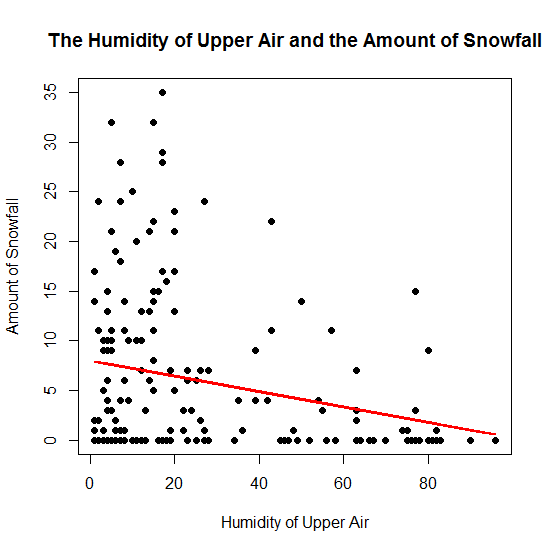 The Humidity of Upper Air and the Amount of Snowfall
Amount of Snowfall
35
30
25
20
15
10
5
0
0 20 40 60 80
Humidity of Upper Air